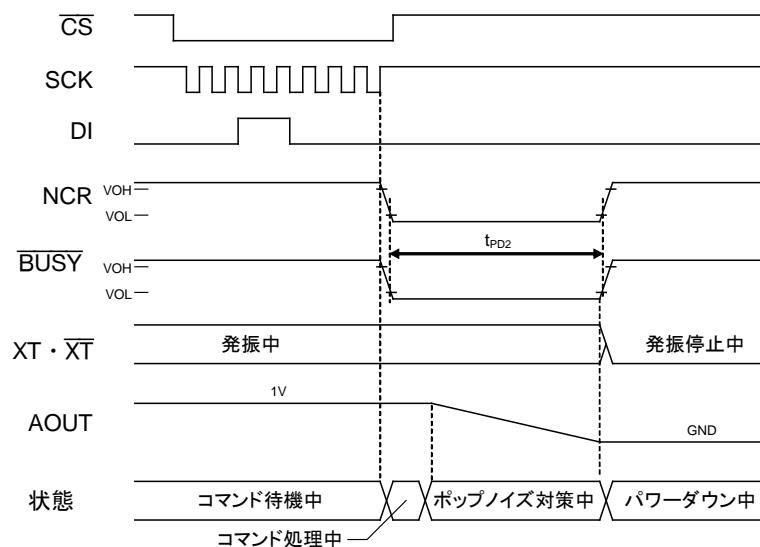 CS
SCK
DI
NCR
VOH
VOL
tPD2
BUSY
VOH
VOL
XT・XT
発振中
発振停止中
AOUT
1V
GND
状態
コマンド待機中
ポップノイズ対策中
パワーダウン中
コマンド処理中